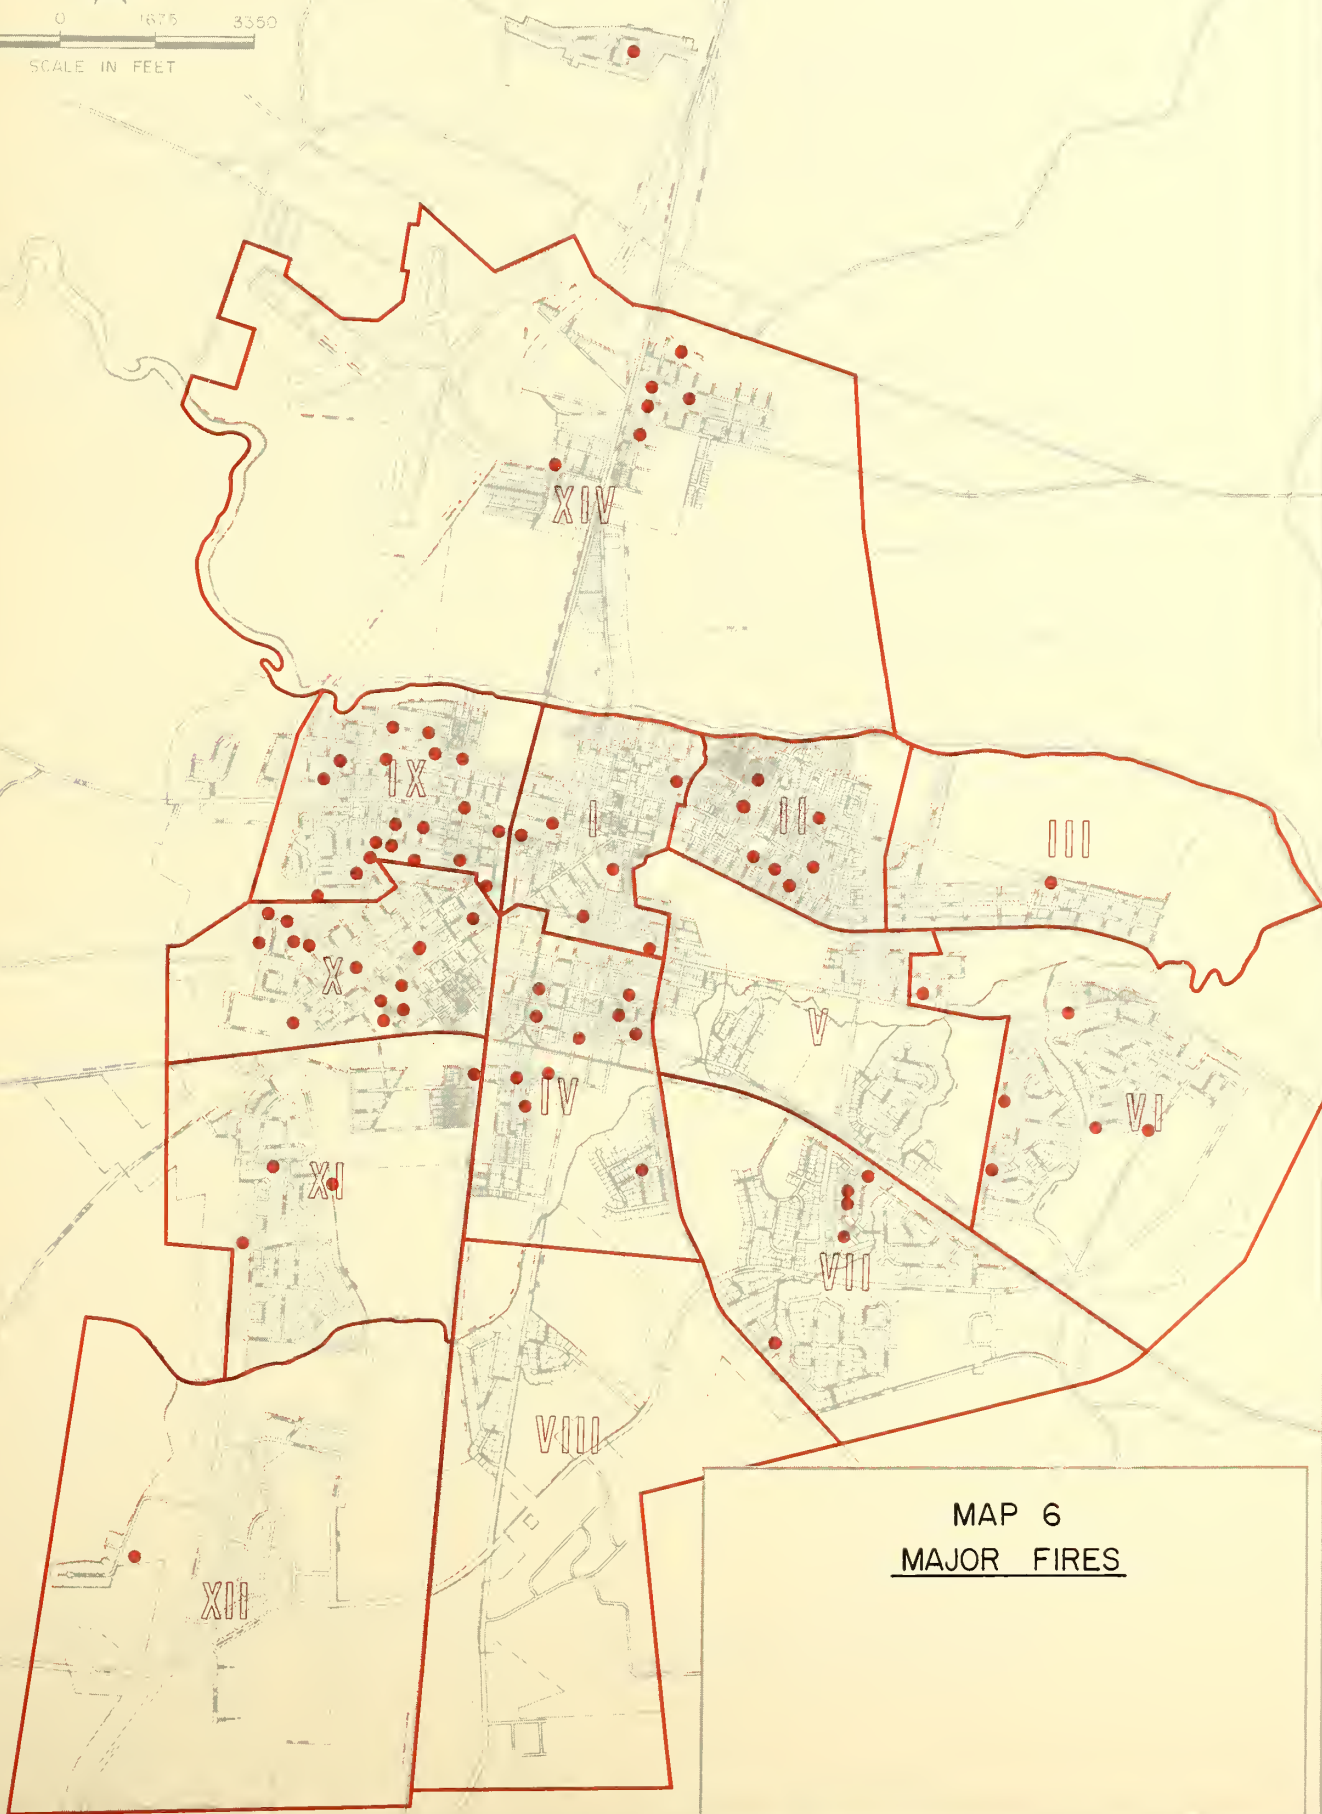 0 1675 3350
SCALE IN FEET
XIV
IX
I
II
III
X
V
IV
VI
XI
VII
VIII
XII
MAP 6
MAJOR FIRES